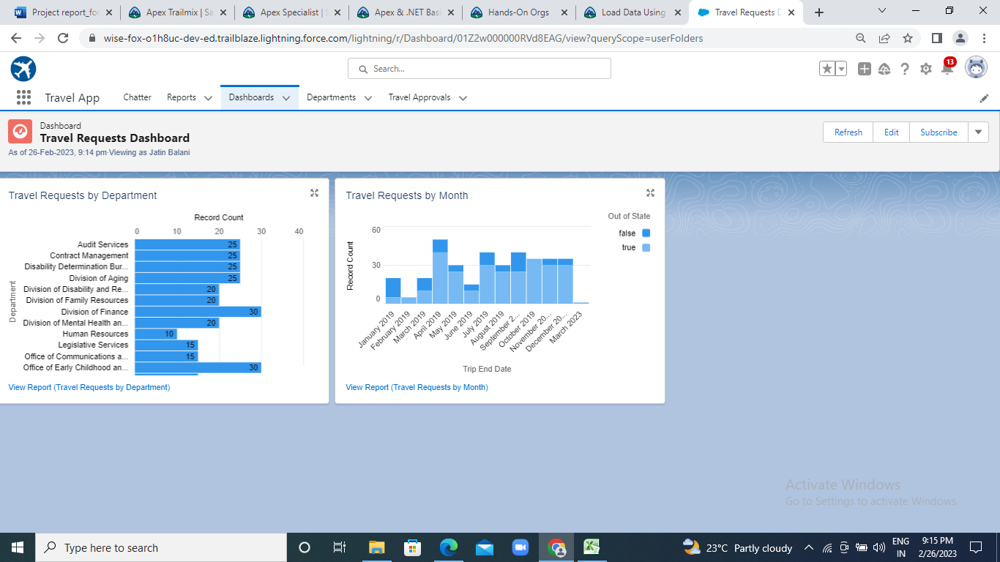 Project report_fo
Apex Trailmix | Sa
Apex Specialist |
Apex & .NET Bas
Hands-On Orgs
Load Data Using
Travel Requests D
wise-fox-o1h8uc-dev-ed.trailblaze.lightning.force.com/lightning/r/Dashboard/01Z2w000000RVd8EAG/view?queryScope=userFolders
Search...
13
Travel App
Chatter
Reports
Dashboards
Departments
Travel Approvals
Dashboard
Travel Requests Dashboard
As of 26-Feb-2023, 9:14 pm·Viewing as Jatin Balani
Refresh
Edit
Subscribe
Travel Requests by Department
Record Count
0 10 20 30 40
Department
Audit Services 25
Contract Management 25
Disability Determination Bur... 25
Division of Aging 25
Division of Disability and Re... 20
Division of Family Resources 20
Division of Finance 30
Division of Mental Health an... 20
Human Resources 10
Legislative Services 15
Office of Communications a... 15
Office of Early Childhood an... 30
View Report (Travel Requests by Department)
Travel Requests by Month
Out of State
false
true
Record Count
60
30
0
January 2019
February 2019
March 2019
April 2019
May 2019
June 2019
July 2019
August 2019
September 2...
October 2019
November 20...
December 20...
March 2023
Trip End Date
View Report (Travel Requests by Month)
Activate Windows
Go to Settings to activate Windows.
Type here to search
23°C Partly cloudy
ENG
IN
9:15 PM
2/26/2023